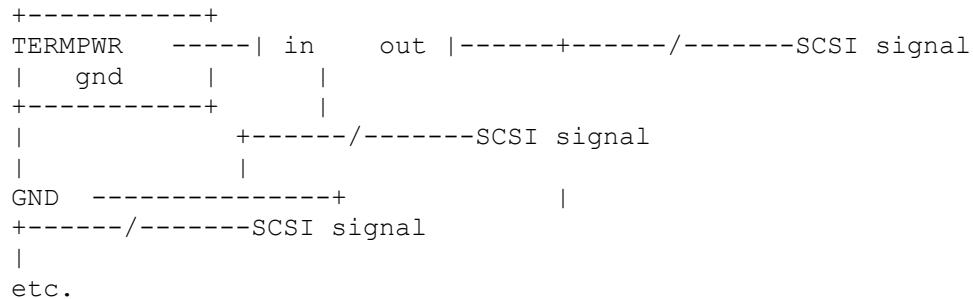 +-----------+
TERMPWR   -----| in    out |------+------/-------SCSI signal
|   gnd     |      |
+-----------+      |
|             +------/-------SCSI signal
|             |
GND  ---------------+             |
+------/-------SCSI signal
|
etc.